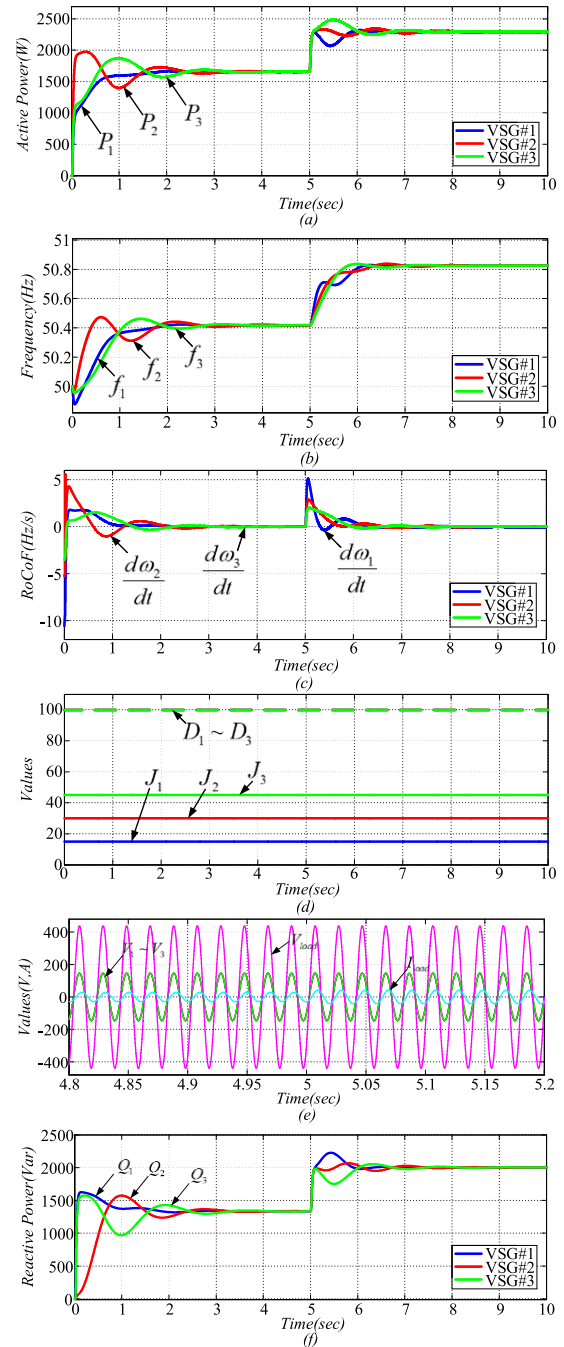 2500
2000
1500
1000
500
0
Active Power(W)
P₁
P₂
P₃
VSG#1
VSG#2
VSG#3
0 1 2 3 4 5 6 7 8 9 10
Time(sec)
(a)
51
50.8
50.6
50.4
50.2
50
Frequency(Hz)
f₁
f₂
f₃
VSG#1
VSG#2
VSG#3
0 1 2 3 4 5 6 7 8 9 10
Time(sec)
(b)
5
0
-5
-10
RoCoF(Hz/s)
dω₂
dt
dω₃
dt
dω₁
dt
VSG#1
VSG#2
VSG#3
0 1 2 3 4 5 6 7 8 9 10
Time(sec)
(c)
100
80
60
40
20
0
Values
D₁ ~ D₃
J₁
J₂
J₃
0 1 2 3 4 5 6 7 8 9 10
Time(sec)
(d)
400
200
0
-200
-400
Values(V,A)
V₁ ~ V₃
V_load
I_load
4.8 4.85 4.9 4.95 5 5.05 5.1 5.15 5.2
Time(sec)
(e)
2500
2000
1500
1000
500
0
Reactive Power(Var)
Q₁
Q₂
Q₃
VSG#1
VSG#2
VSG#3
0 1 2 3 4 5 6 7 8 9 10
Time(sec)
(f)